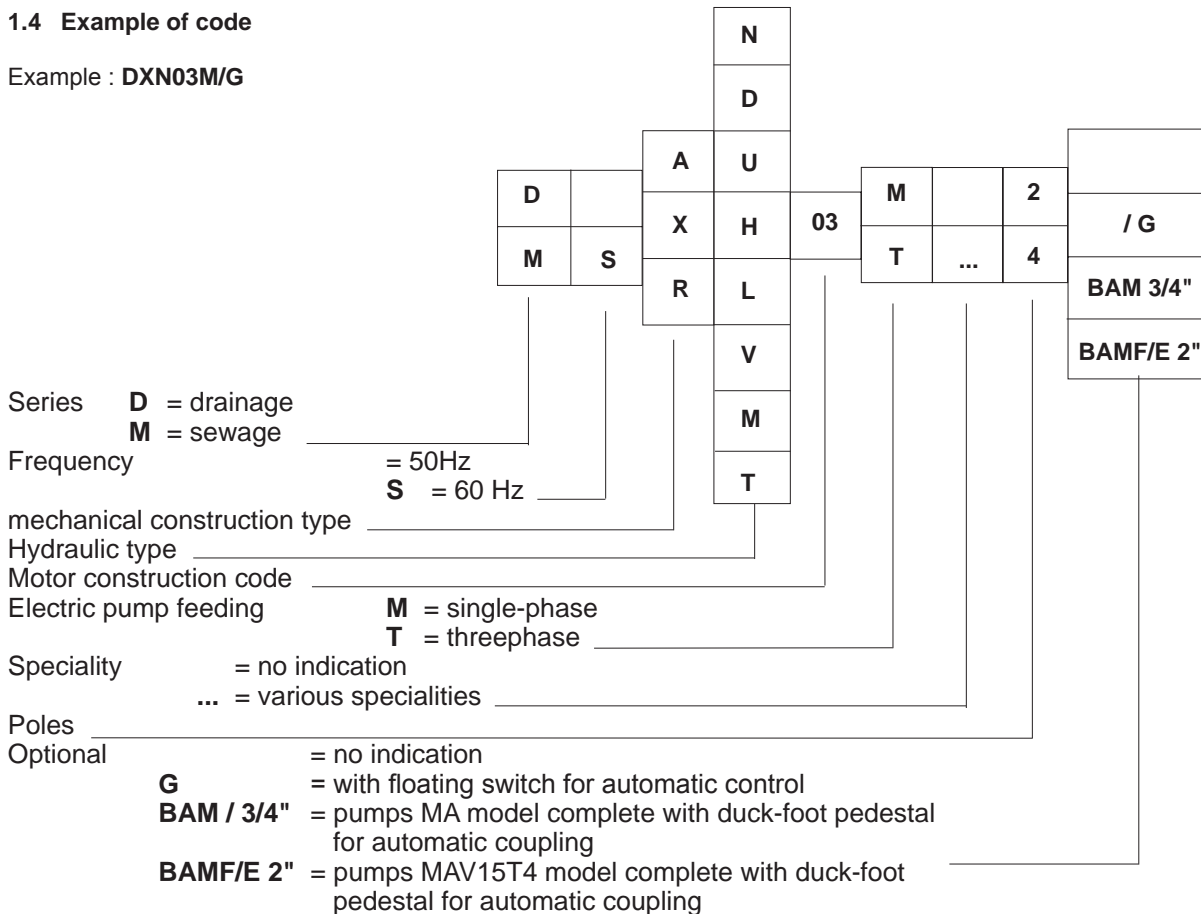 1.4 Example of code
Example : DXN03M/G
N
D
A U
D M 2
X H 03 / G
M S T ... 4
R L BAM 3/4"
V BAMF/E 2"
M
T
Series D = drainage
M = sewage
Frequency = 50Hz
S = 60 Hz
mechanical construction type
Hydraulic type
Motor construction code
Electric pump feeding M = single-phase
T = threephase
Speciality = no indication
... = various specialities
Poles
Optional = no indication
G = with floating switch for automatic control
BAM / 3/4" = pumps MA model complete with duck-foot pedestal
for automatic coupling
BAMF/E 2" = pumps MAV15T4 model complete with duck-foot
pedestal for automatic coupling